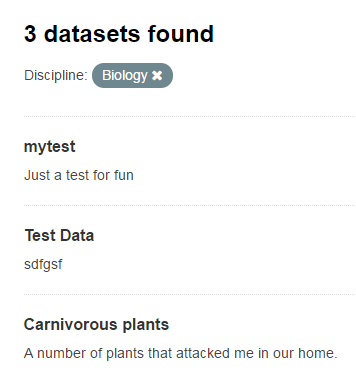 3 datasets found
Discipline: Biology ✖
mytest
Just a test for fun
Test Data
sdfgsf
Carnivorous plants
A number of plants that attacked me in our home.